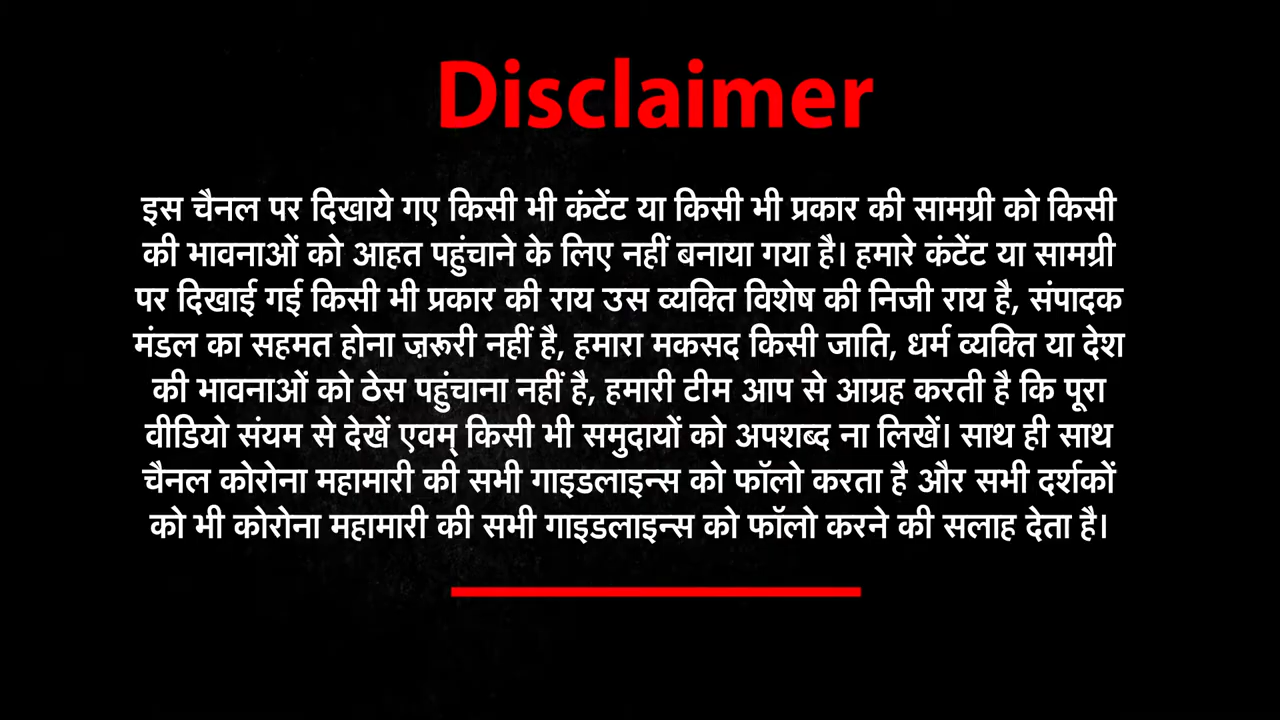 Disclaimer
इस चैनल पर दिखाये गए किसी भी कंटेंट या किसी भी प्रकार की सामग्री को किसी
की भावनाओं को आहत पहुंचाने के लिए नहीं बनाया गया है। हमारे कंटेंट या सामग्री
पर दिखाई गई किसी भी प्रकार की राय उस व्यक्ति विशेष की निजी राय है, संपादक
मंडल का सहमत होना ज़रूरी नहीं है, हमारा मकसद किसी जाति, धर्म व्यक्ति या देश
की भावनाओं को ठेस पहुंचाना नहीं है, हमारी टीम आप से आग्रह करती है कि पूरा
वीडियो संयम से देखें एवम् किसी भी समुदायों को अपशब्द ना लिखें। साथ ही साथ
चैनल कोरोना महामारी की सभी गाइडलाइन्स को फॉलो करता है और सभी दर्शकों
को भी कोरोना महामारी की सभी गाइडलाइन्स को फॉलो करने की सलाह देता है।